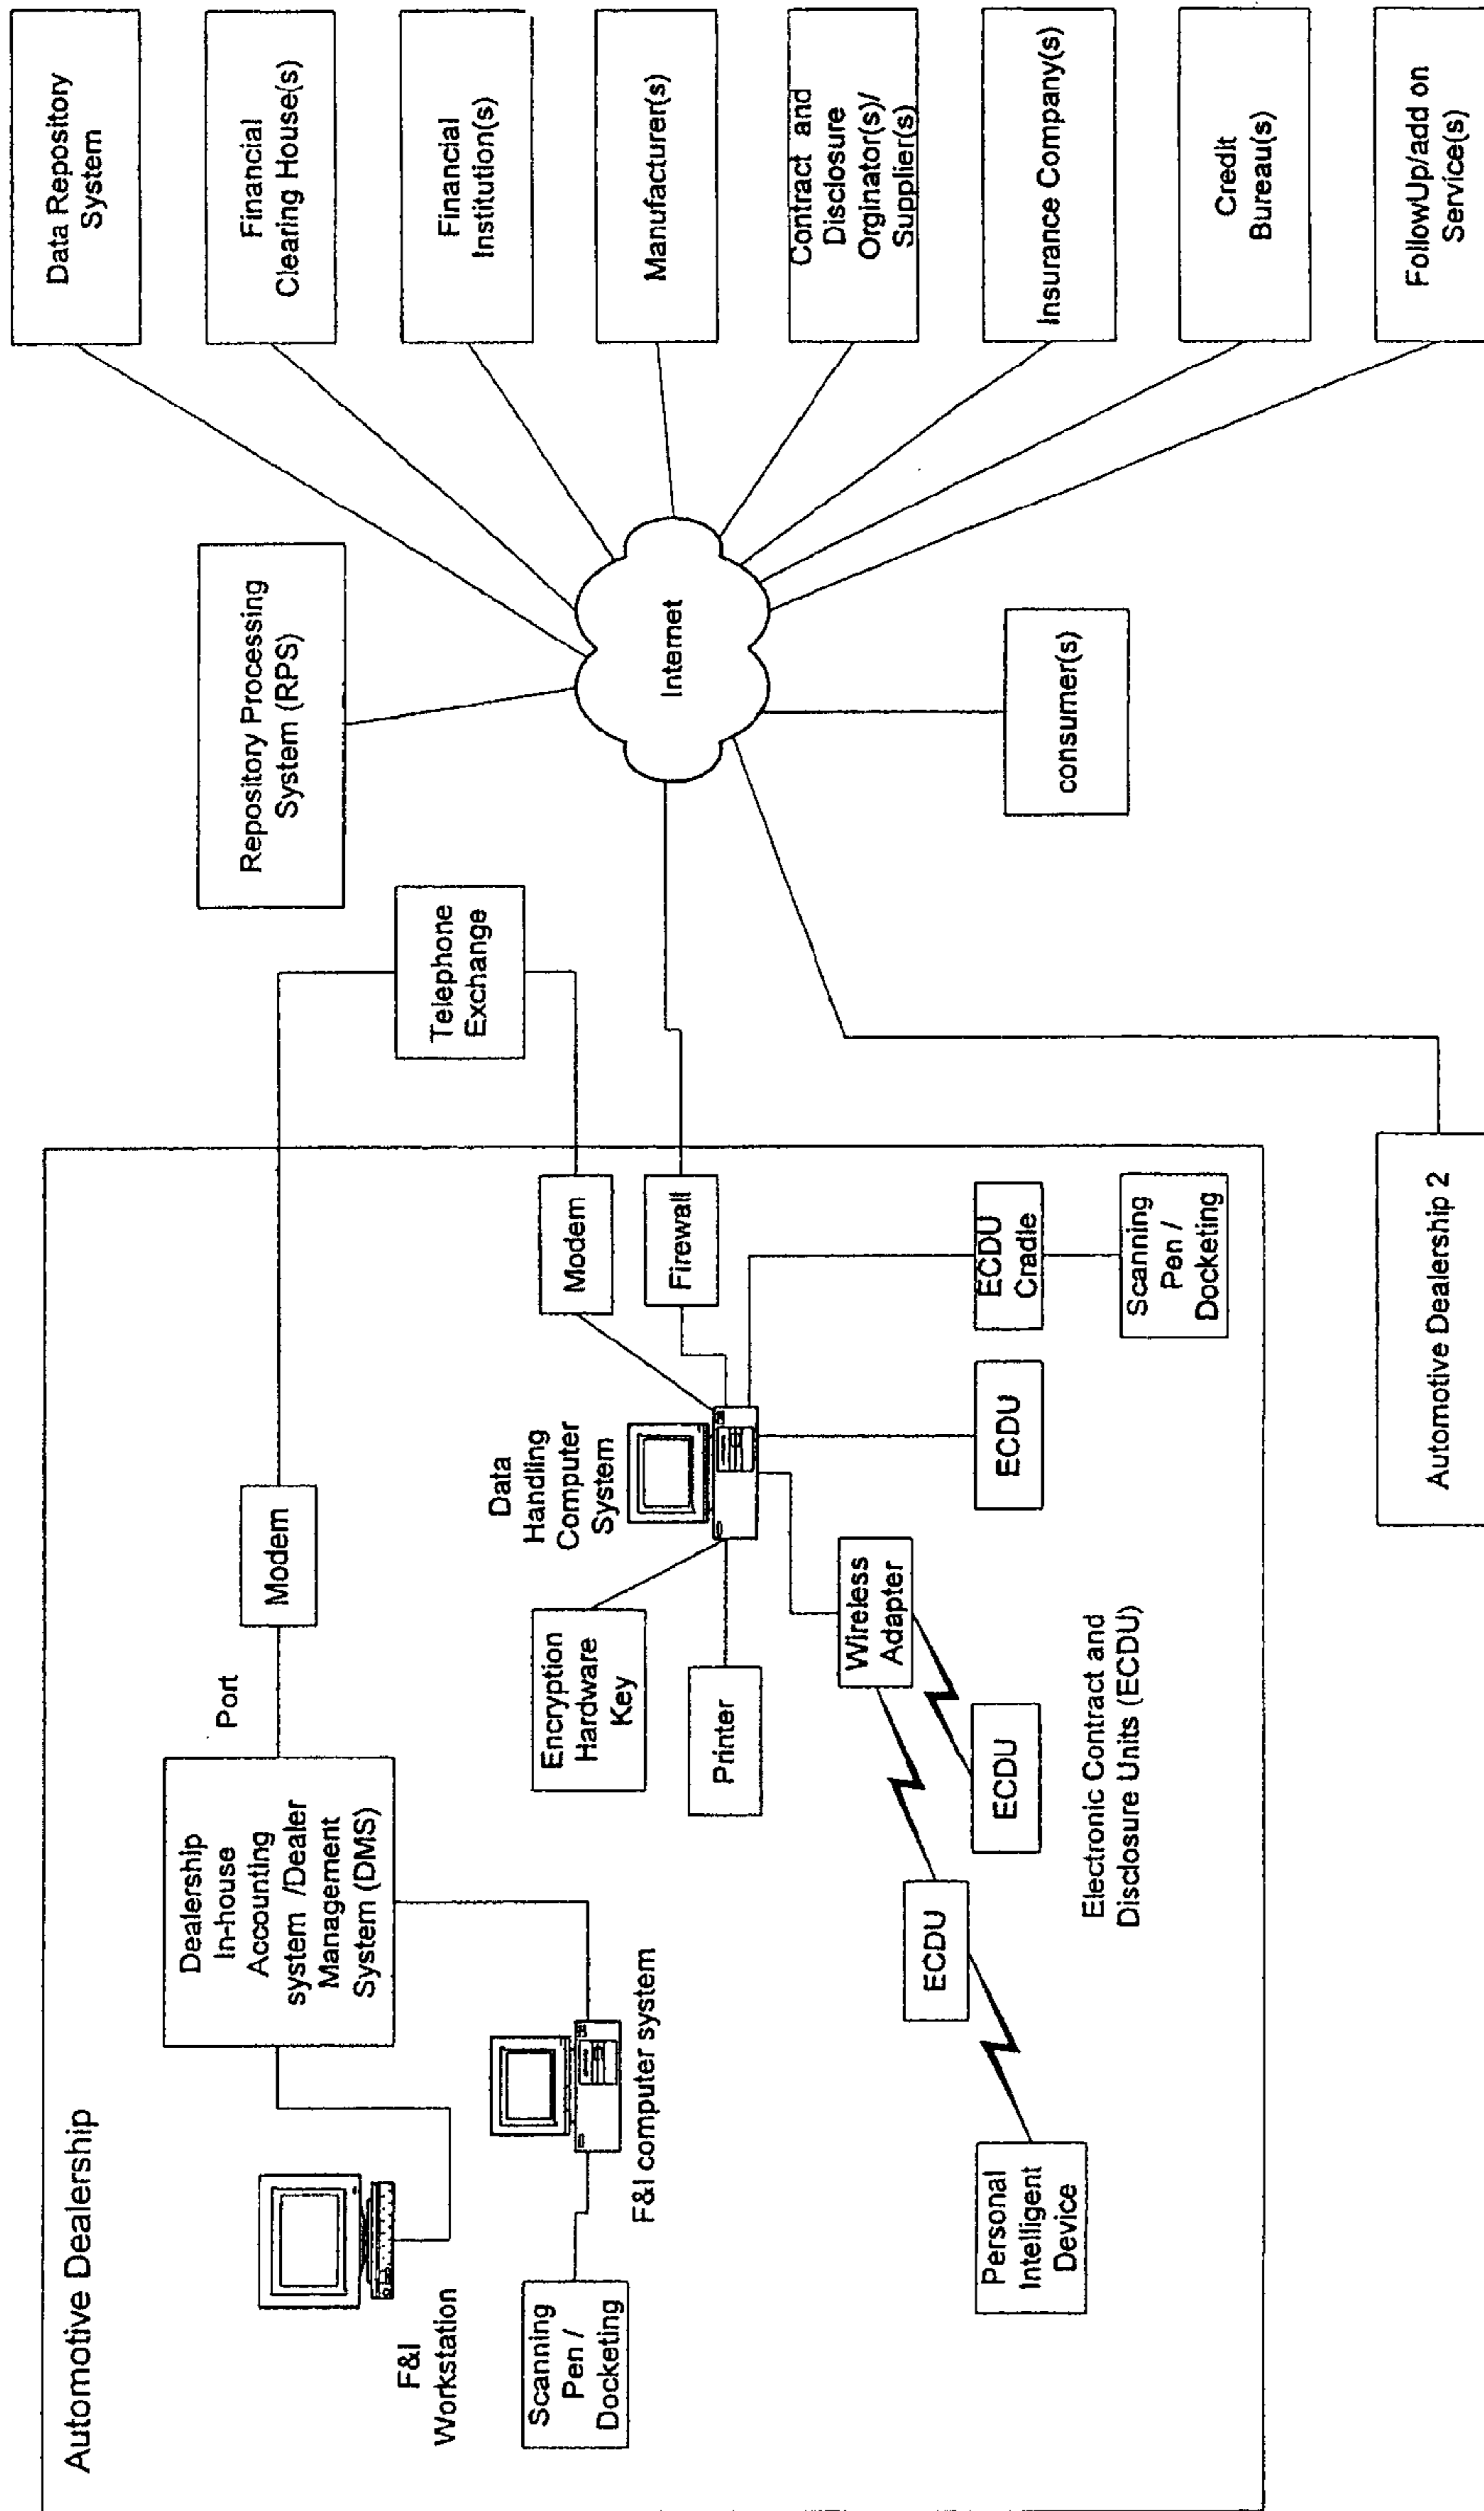 Automotive Dealership
F&I
Workstation
Scanning
Pen /
Docketing
F&I computer system
Dealership
In-house
Accounting
system /Dealer
Management
System (DMS)
Port
Modem
Telephone
Exchange
Modem
Firewall
Data
Handling
Computer
System
Encryption
Hardware
Key
Printer
Wireless
Adapter
ECDU
ECDU
Cradle
Scanning
Pen /
Docketing
ECDU
ECDU
Personal
Intelligent
Device
Electronic Contract and
Disclosure Units (ECDU)
Automotive Dealership 2
Repository Processing
System (RPS)
Internet
consumer(s)
Data Repository
System
Financial
Clearing House(s)
Financial
Institution(s)
Manufacturer(s)
Contract and
Disclosure
Orginator(s)/
Supplier(s)
Insurance Company(s)
Credit
Bureau(s)
FollowUp/add on
Service(s)